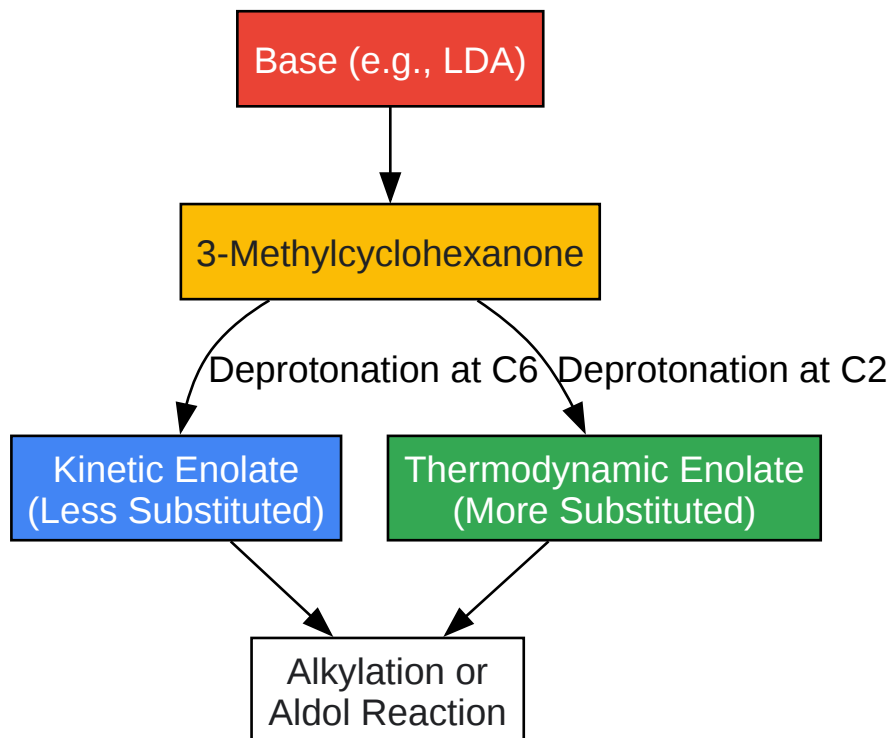 Base (e.g., LDA)
3-Methylcyclohexanone
Deprotonation at C6
Deprotonation at C2
Kinetic Enolate
(Less Substituted)
Thermodynamic Enolate
(More Substituted)
Alkylation or
Aldol Reaction